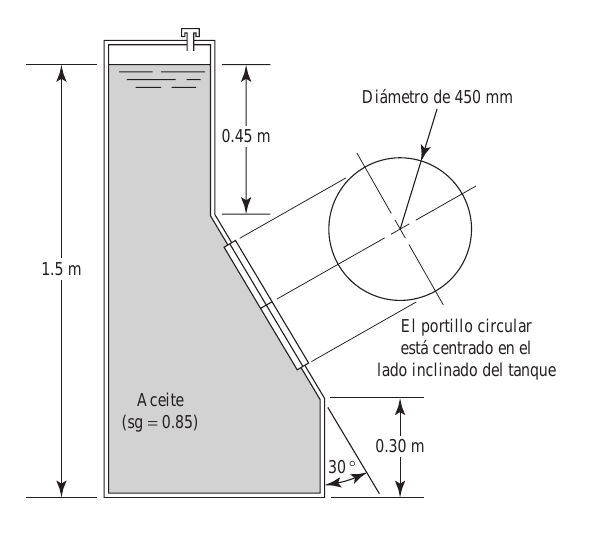 Diámetro de 450 mm
0.45 m
1.5 m
El portillo circular
está centrado en el
lado inclinado del tanque
Aceite
(sg = 0.85)
0.30 m
30°